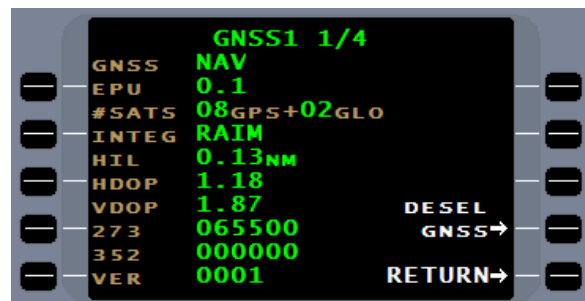 GNSS1 1/4
GNSS NAV
EPU 0.1
#SATS 08GPS+02GLO
INTEG RAIM
HIL 0.13NM
HDOP 1.18
VDOP 1.87 DESEL
273 065500 GNSS→
352 000000
VER 0001 RETURN→